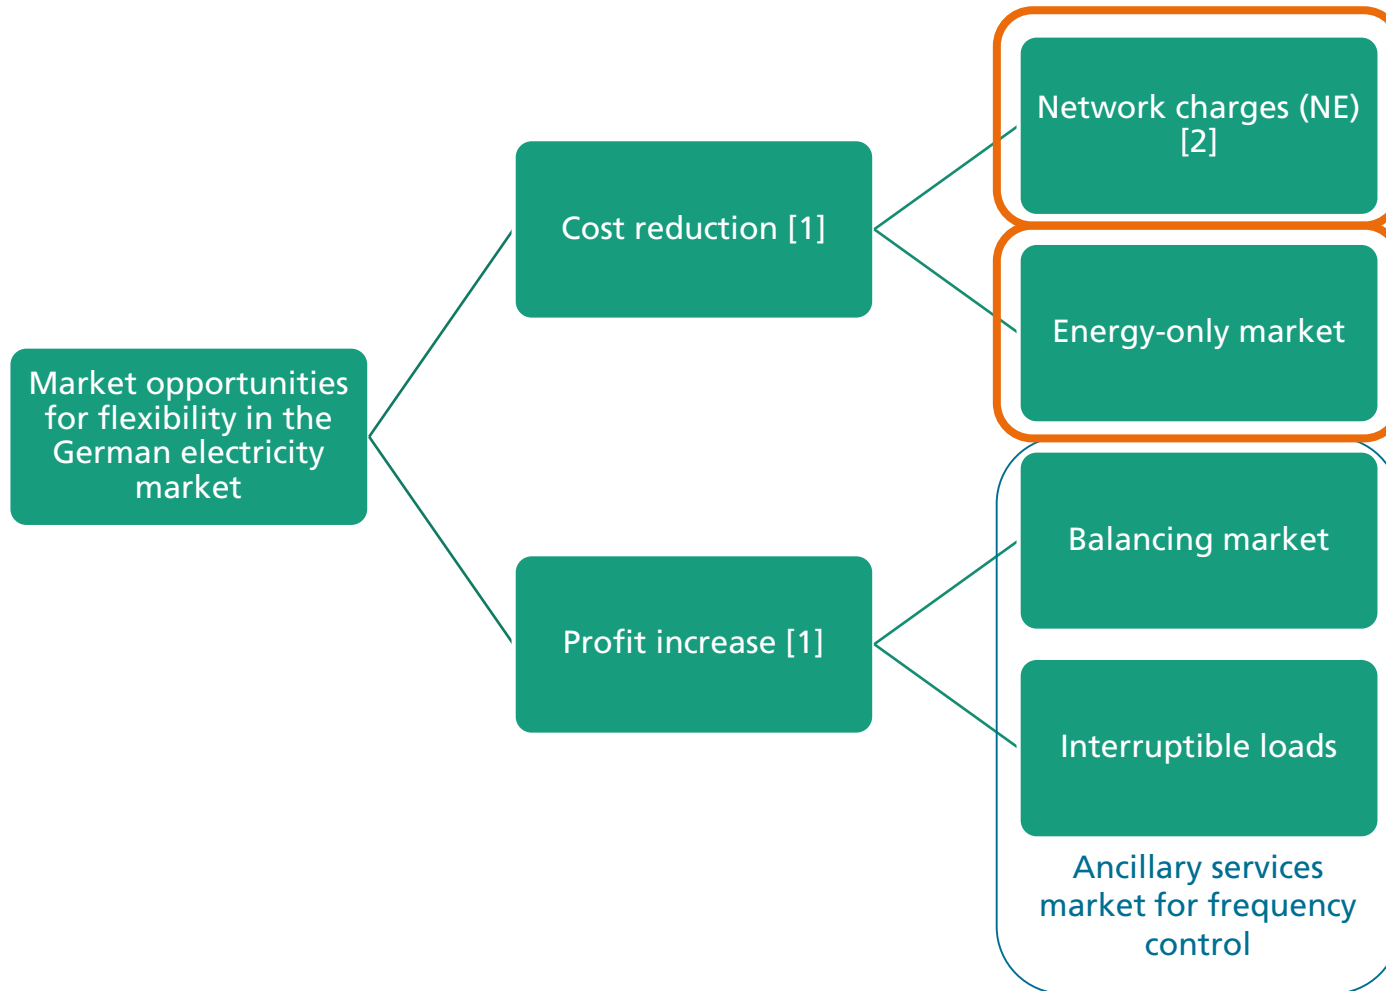 Network charges (NE)
[2]
Cost reduction [1]
Energy-only market
Market opportunities
for flexibility in the
German electricity
market
Balancing market
Profit increase [1]
Interruptible loads
Ancillary services
market for frequency
control